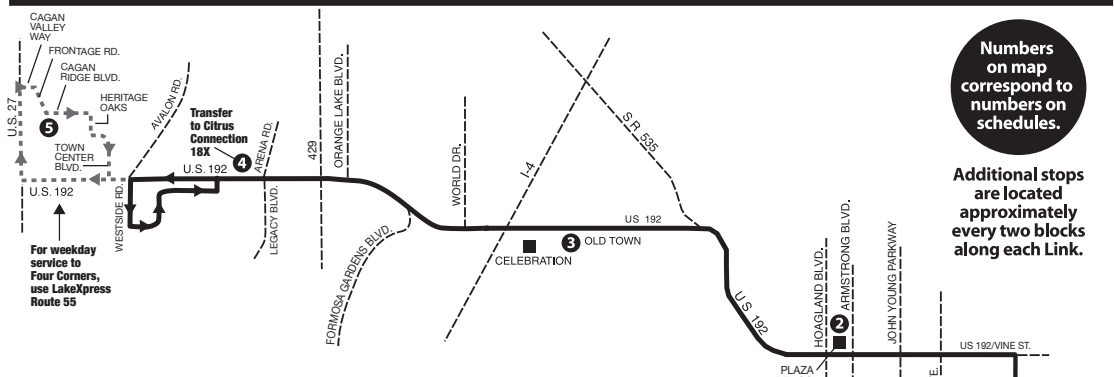 CAGAN
VALLEY
WAY
FRONTAGE RD.
CAGAN
RIDGE BLVD.
HERITAGE
OAKS
U.S. 27
5
TOWN
CENTER
BLVD.
U.S. 192
For weekday
service to
Four Corners,
use LakeXpress
Route 55
WESTSIDE RD.
AVALON RD.
Transfer
to Citrus
Connection
18X
4
U.S. 192
ARENA RD.
LEGACY BLVD.
429
ORANGE LAKE BLVD.
FORMOSA GARDENS BLVD.
WORLD DR.
I-4
CELEBRATION
3
OLD TOWN
US 192
S R 535
U S 192
HOAGLAND BLVD.
2
PLAZA
ARMSTRONG BLVD.
JOHN YOUNG PARKWAY
US 192/VINE ST.
Numbers
on map
correspond to
numbers on
schedules.
Additional stops
are located
approximately
every two blocks
along each Link.